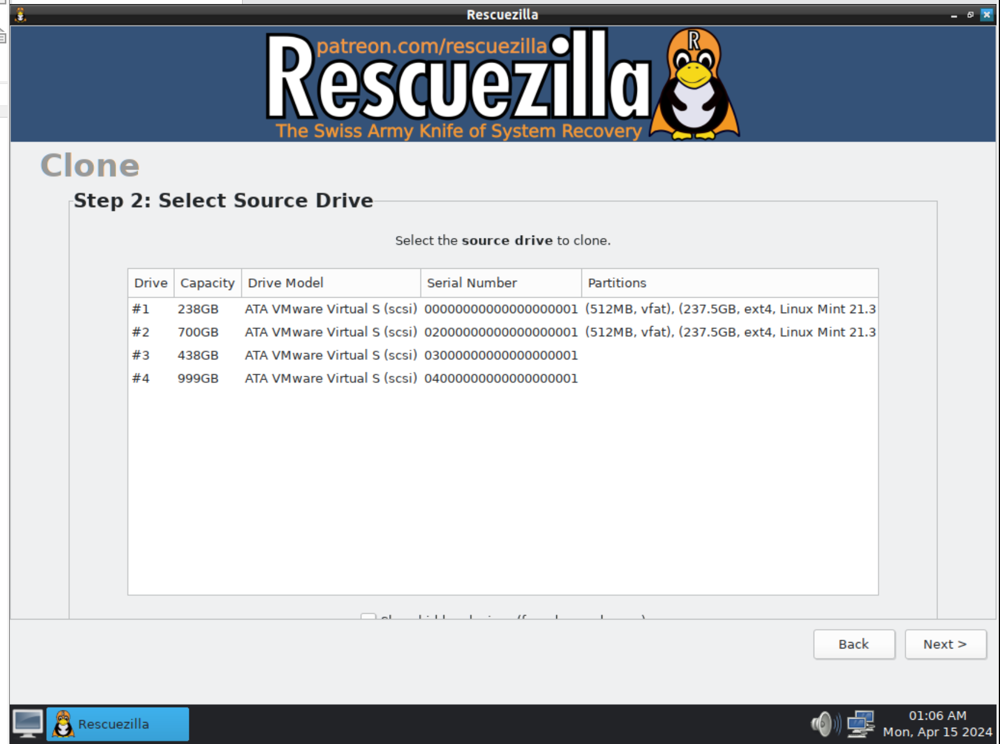 Rescuezilla
patreon.com/rescuezilla
R
Rescuezilla
The Swiss Army Knife of System Recovery
Clone
Step 2: Select Source Drive
Select the source drive to clone.
Drive Capacity Drive Model Serial Number Partitions
#1 238GB ATA VMware Virtual S (scsi) 00000000000000000001 (512MB, vfat), (237.5GB, ext4, Linux Mint 21.3
#2 700GB ATA VMware Virtual S (scsi) 02000000000000000001 (512MB, vfat), (237.5GB, ext4, Linux Mint 21.3
#3 438GB ATA VMware Virtual S (scsi) 03000000000000000001
#4 999GB ATA VMware Virtual S (scsi) 04000000000000000001
Back Next >
Rescuezilla
01:06 AM
Mon, Apr 15 2024